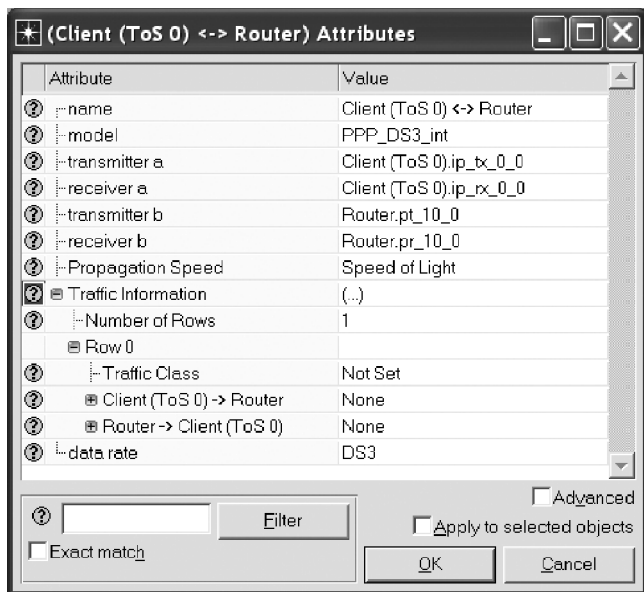 (Client (ToS 0) <-> Router) Attributes
Attribute Value
name Client (ToS 0) <-> Router
model PPP_DS3_int
transmitter a Client (ToS 0).ip_tx_0_0
receiver a Client (ToS 0).ip_rx_0_0
transmitter b Router.pt_10_0
receiver b Router.pr_10_0
Propagation Speed Speed of Light
Traffic Information (...)
Number of Rows 1
Row 0
Traffic Class Not Set
Client (ToS 0) -> Router None
Router -> Client (ToS 0) None
data rate DS3
Advanced
Filter
Apply to selected objects
Exact match
OK Cancel